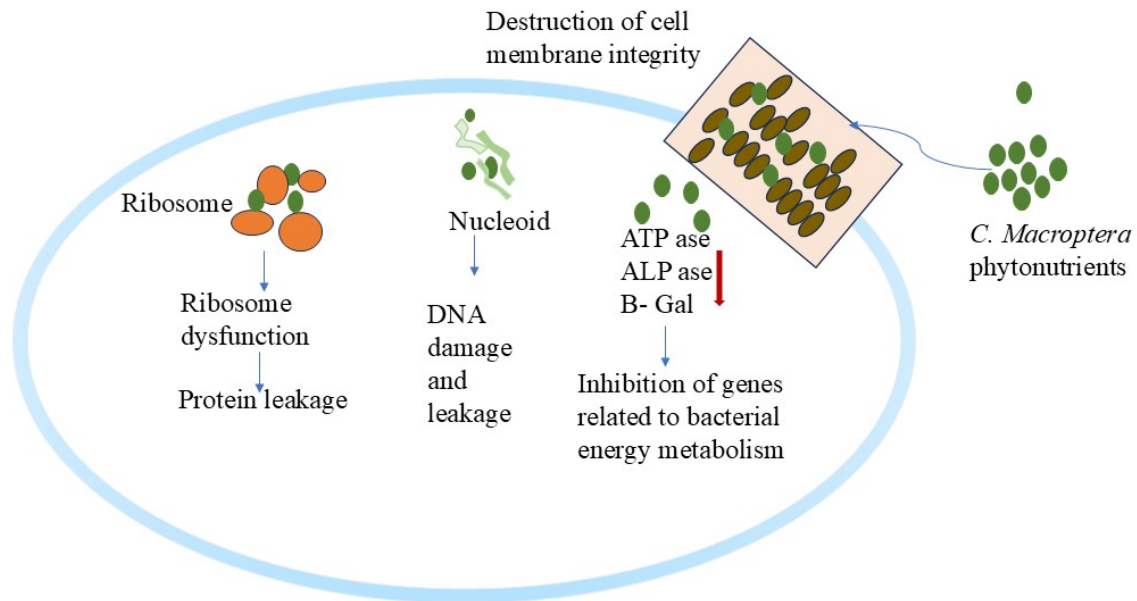 Destruction of cell
membrane integrity
Ribosome
Ribosome
dysfunction
Protein leakage
Nucleoid
DNA
damage
and
leakage
ATP ase
ALP ase
B- Gal
Inhibition of genes
related to bacterial
energy metabolism
C. Macroptera
phytonutrients